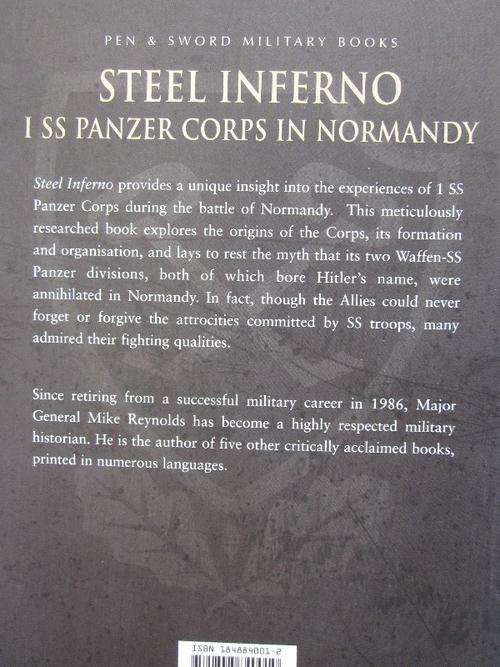 PEN & SWORD MILITARY BOOKS
STEEL INFERNO
I SS PANZER CORPS IN NORMANDY
Steel Inferno provides a unique insight into the experiences of 1 SS
Panzer Corps during the battle of Normandy. This meticulously
researched book explores the origins of the Corps, its formation
and organisation, and lays to rest the myth that its two Waffen-SS
Panzer divisions, both of which bore Hitler's name, were
annihilated in Normandy. In fact, though the Allies could never
forget or forgive the attrocities committed by SS troops, many
admired their fighting qualities.
Since retiring from a successful military career in 1986, Major
General Mike Reynolds has become a highly respected military
historian. He is the author of five other critically acclaimed books,
printed in numerous languages.
ISBN 184884001-2